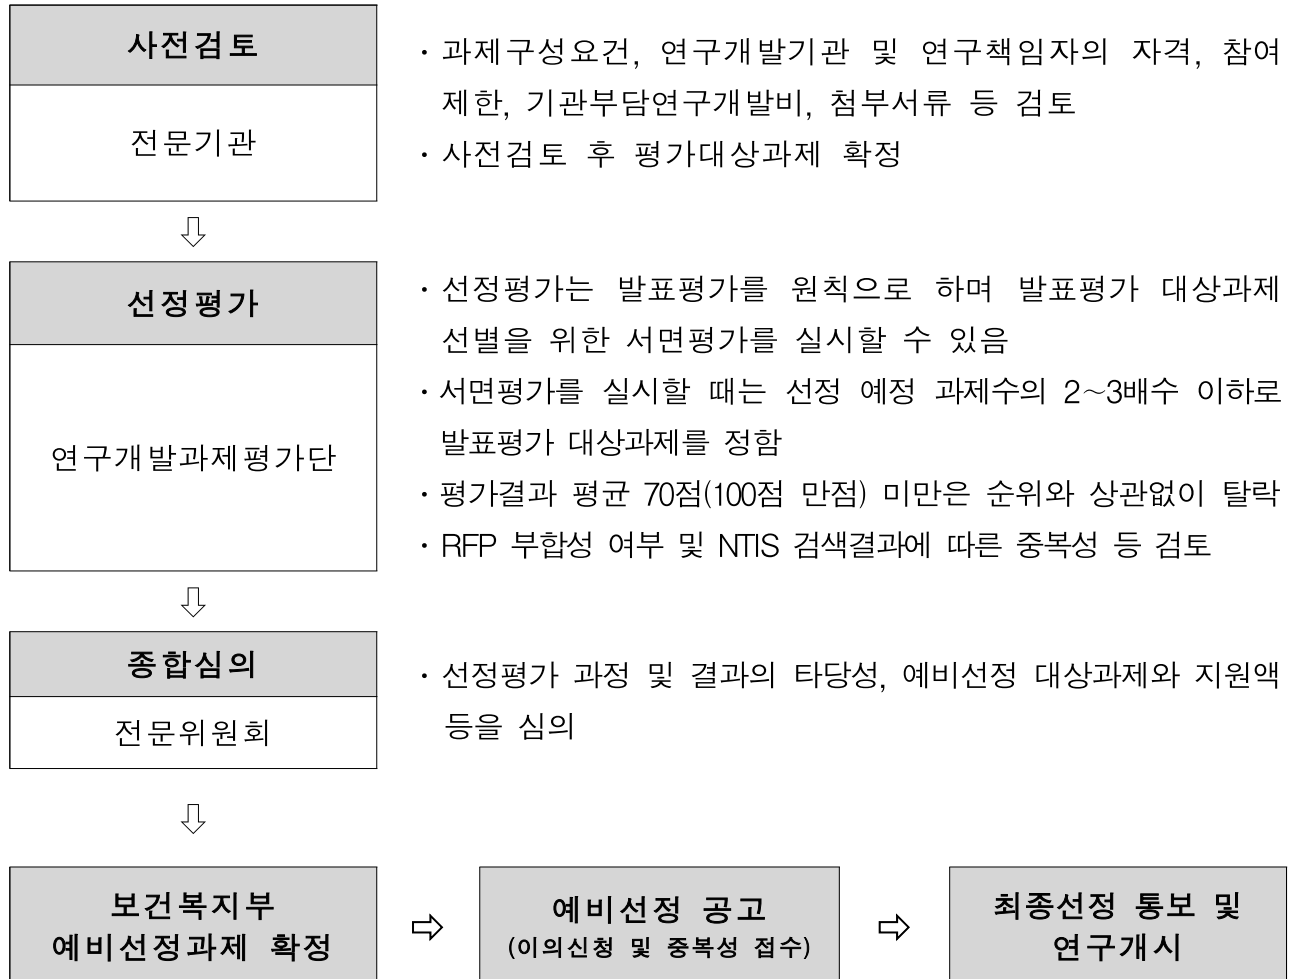 사전검토
전문기관
· 과제구성요건, 연구개발기관 및 연구책임자의 자격, 참여
제한, 기관부담연구개발비, 첨부서류 등 검토
· 사전검토 후 평가대상과제 확정
⇩
선정평가
연구개발과제평가단
· 선정평가는 발표평가를 원칙으로 하며 발표평가 대상과제
선별을 위한 서면평가를 실시할 수 있음
· 서면평가를 실시할 때는 선정 예정 과제수의 2~3배수 이하로
발표평가 대상과제를 정함
· 평가결과 평균 70점(100점 만점) 미만은 순위와 상관없이 탈락
· RFP 부합성 여부 및 NTIS 검색결과에 따른 중복성 등 검토
⇩
종합심의
전문위원회
· 선정평가 과정 및 결과의 타당성, 예비선정 대상과제와 지원액
등을 심의
⇩
보건복지부
예비선정과제 확정
⇨
예비선정 공고
(이의신청 및 중복성 접수)
⇨
최종선정 통보 및
연구개시